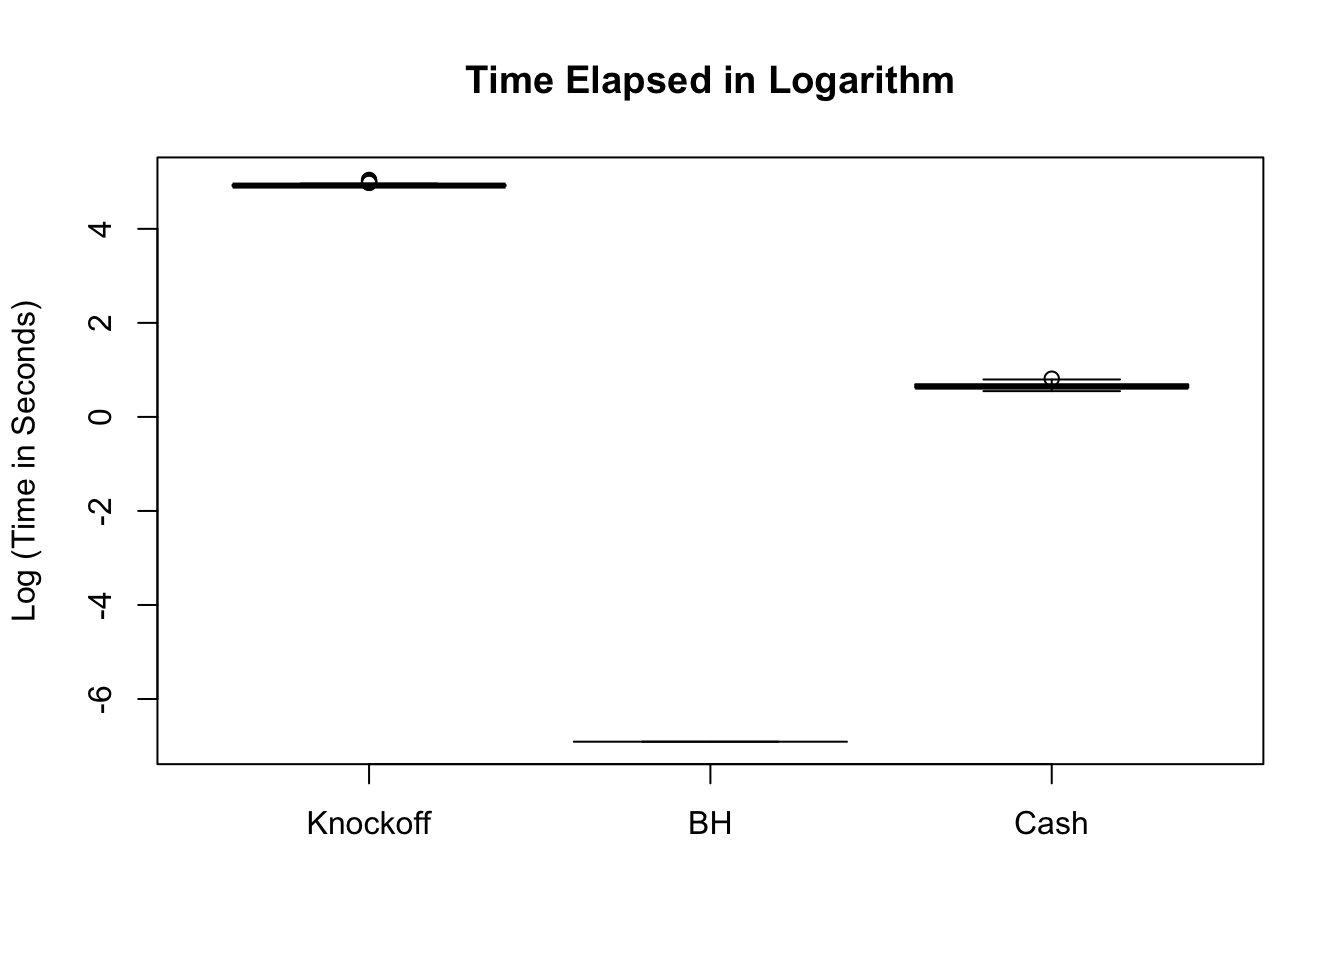 Time Elapsed in Logarithm
Log (Time in Seconds)
4
2
0
-2
-4
-6
Knockoff
BH
Cash